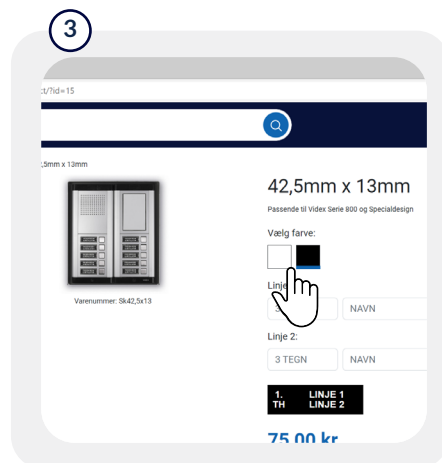 3
ct/?id=15
,5mm x 13mm
Varenummer: Sk42,5x13
42,5mm x 13mm
Passende til Videx Serie 800 og Specialdesign
Vælg farve:
Linje
3
NAVN
Linje 2:
3 TEGN
NAVN
1. LINJE 1
TH LINJE 2
75,00 kr